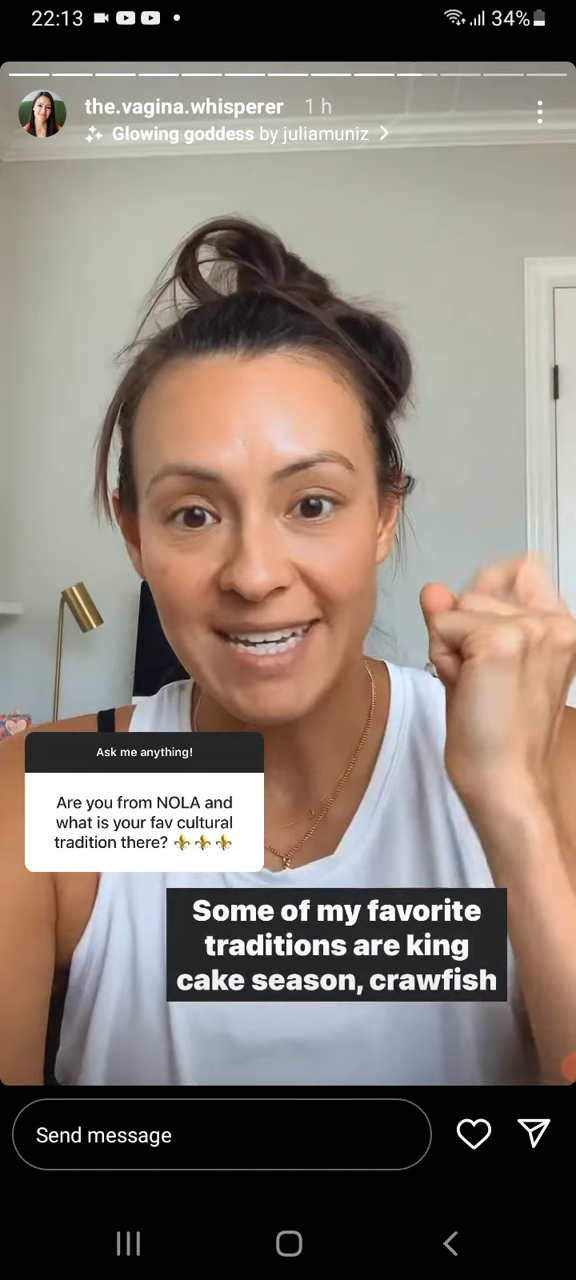 22:13 34%
the.vagina.whisperer 1 h
Glowing goddess by juliamuniz
Ask me anything!
Are you from NOLA and
what is your fav cultural
tradition there? ⚜️⚜️⚜️
Some of my favorite
traditions are king
cake season, crawfish
Send message